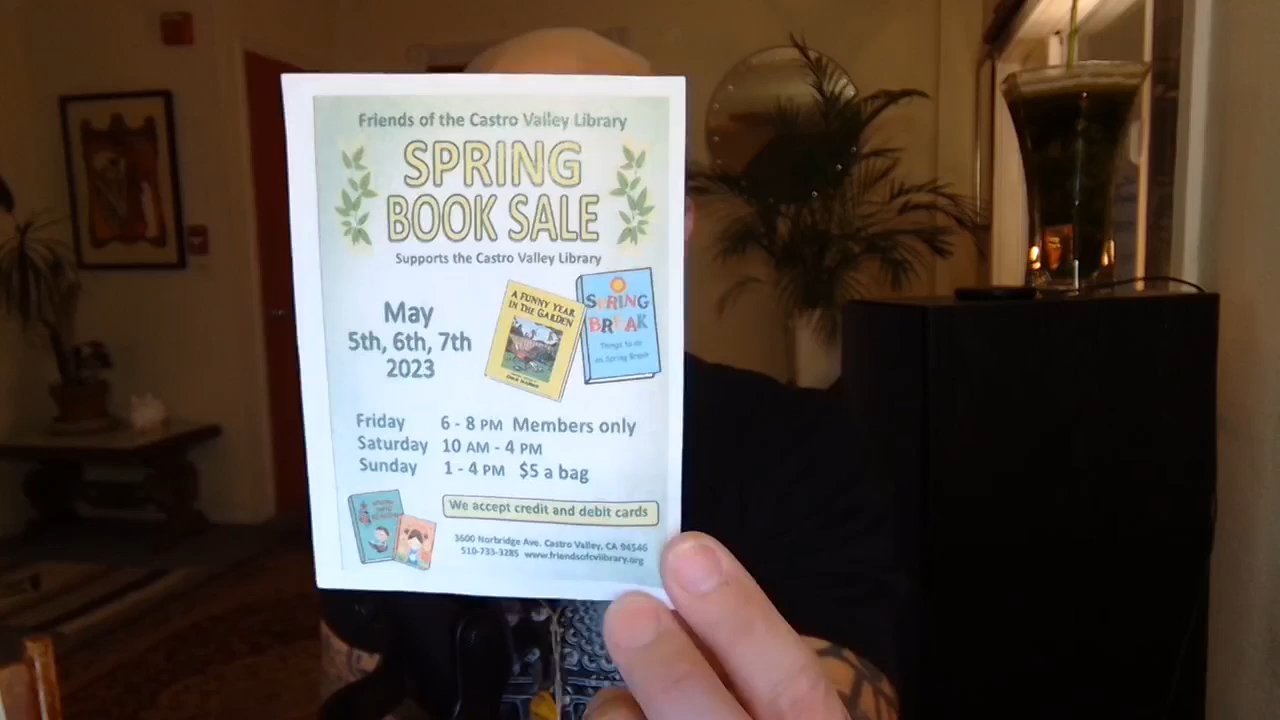 Friends of the Castro Valley Library
SPRING
BOOK SALE
Supports the Castro Valley Library
May
5th, 6th, 7th
2023
A FUNNY YEAR
IN THE GARDEN
SPRING
BREAK
Things to do
on Spring Break
Friday 6 - 8 PM Members only
Saturday 10 AM - 4 PM
Sunday 1 - 4 PM $5 a bag
We accept credit and debit cards
3600 Norbridge Ave. Castro Valley, CA 94546
510-733-3285 www.friendsofcvlibrary.org